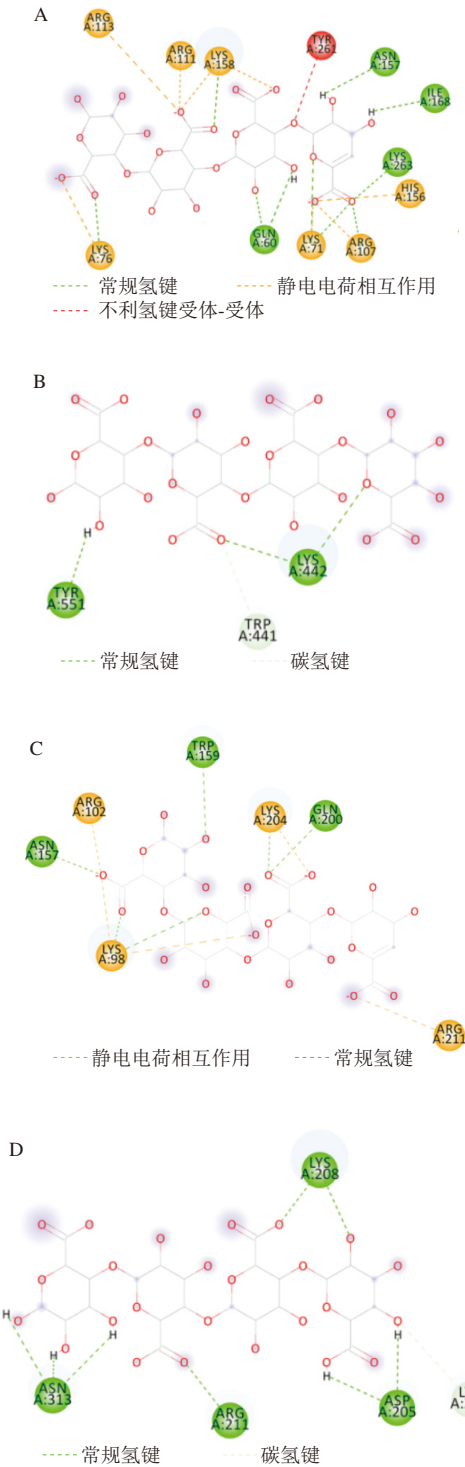 A
ARG
A:113
ARG
A:111
LYS
A:158
TYR
A:261
ASN
A:157
ILE
A:168
LYS
A:263
HIS
A:156
LYS
A:76
GLN
A:60
LYS
A:71
ARG
A:107
常规氢键 静电电荷相互作用
不利氢键受体-受体
B
TYR
A:551
LYS
A:442
TRP
A:441
常规氢键 碳氢键
C
TRP
A:159
ARG
A:102
LYS
A:204
GLN
A:200
ASN
A:157
LYS
A:98
ARG
A:211
静电电荷相互作用 常规氢键
D
LYS
A:208
ASN
A:313
ARG
A:211
ASP
A:205
常规氢键 碳氢键